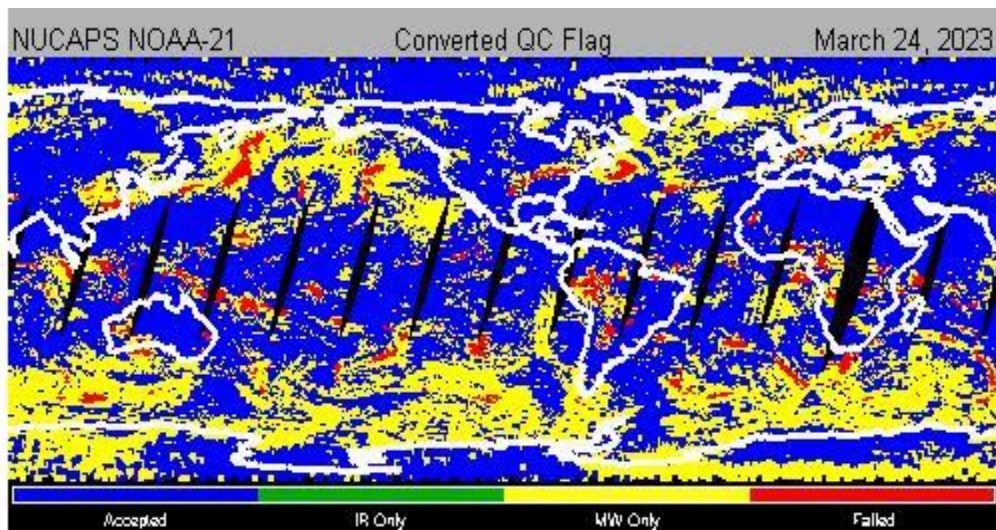 NUCAPS NOAA-21 Converted QC Flag March 24, 2023
Accepted IR Only MW Only Failed